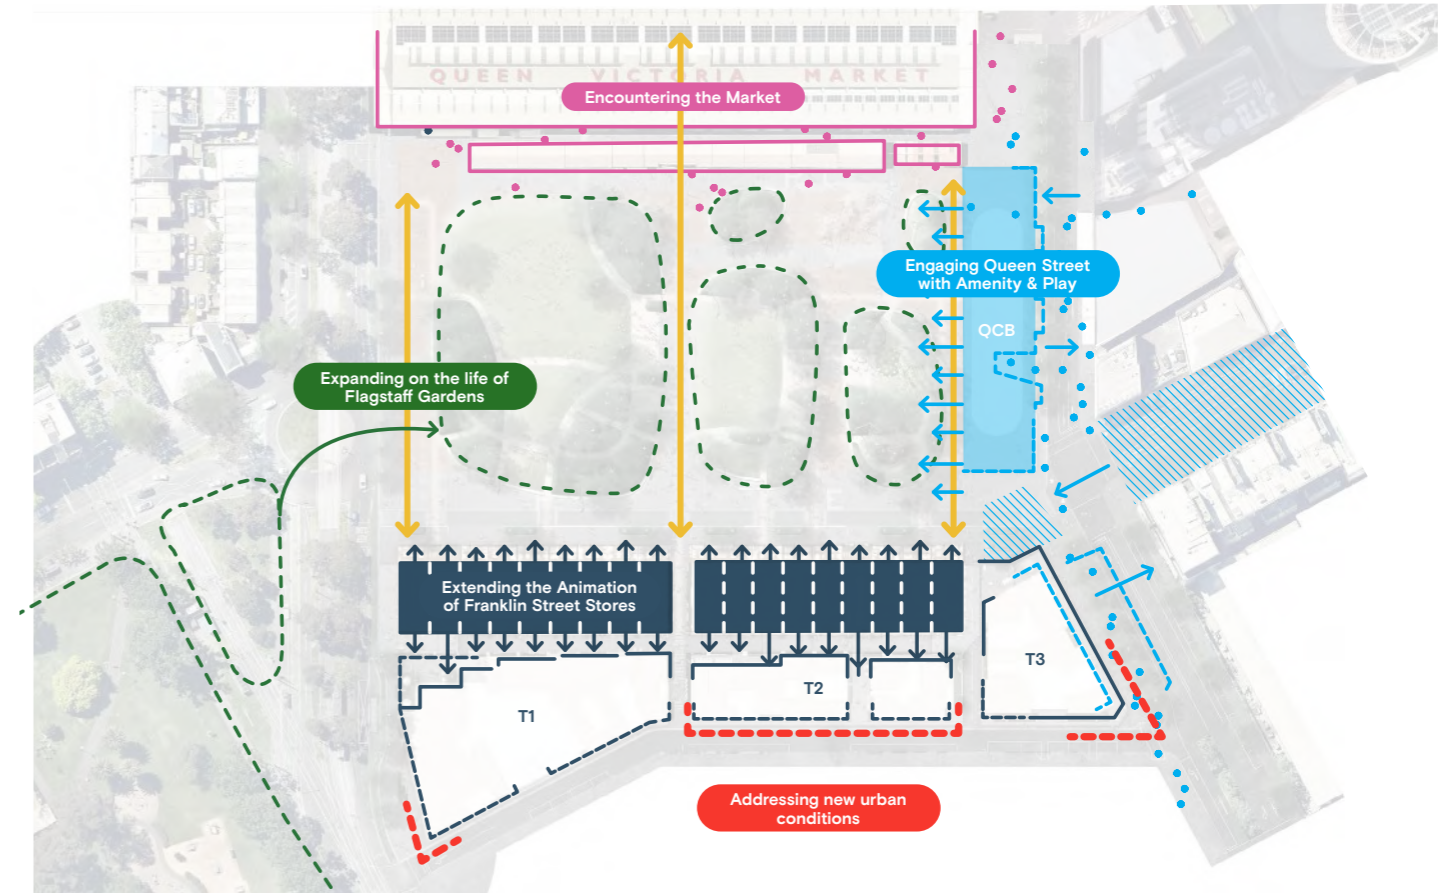 QUEEN VICTORIA MARKET
Encountering the Market
Engaging Queen Street
with Amenity & Play
QCB
Expanding on the life of
Flagstaff Gardens
Extending the Animation
of Franklin Street Stores
T1
T2
T3
Addressing new urban
conditions